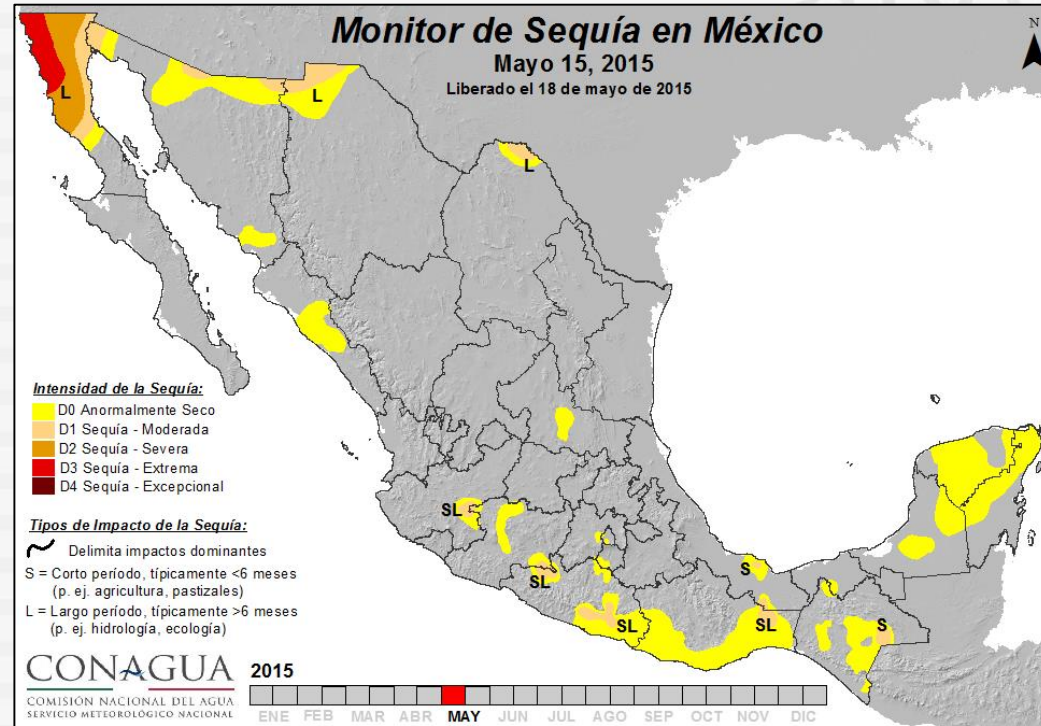 Monitor de Sequía en México
Mayo 15, 2015
Liberado el 18 de mayo de 2015
N
L
L
L
SL
SL
SL
SL
S
S
Intensidad de la Sequía:
D0 Anormalmente Seco
D1 Sequía - Moderada
D2 Sequía - Severa
D3 Sequía - Extrema
D4 Sequía - Excepcional
Tipos de Impacto de la Sequía:
Delimita impactos dominantes
S = Corto período, típicamente <6 meses
(p. ej. agricultura, pastizales)
L = Largo período, típicamente >6 meses
(p. ej. hidrología, ecología)
CONAGUA
COMISIÓN NACIONAL DEL AGUA
SERVICIO METEOROLÓGICO NACIONAL
2015
ENE FEB MAR ABR MAY JUN JUL AGO SEP OCT NOV DIC